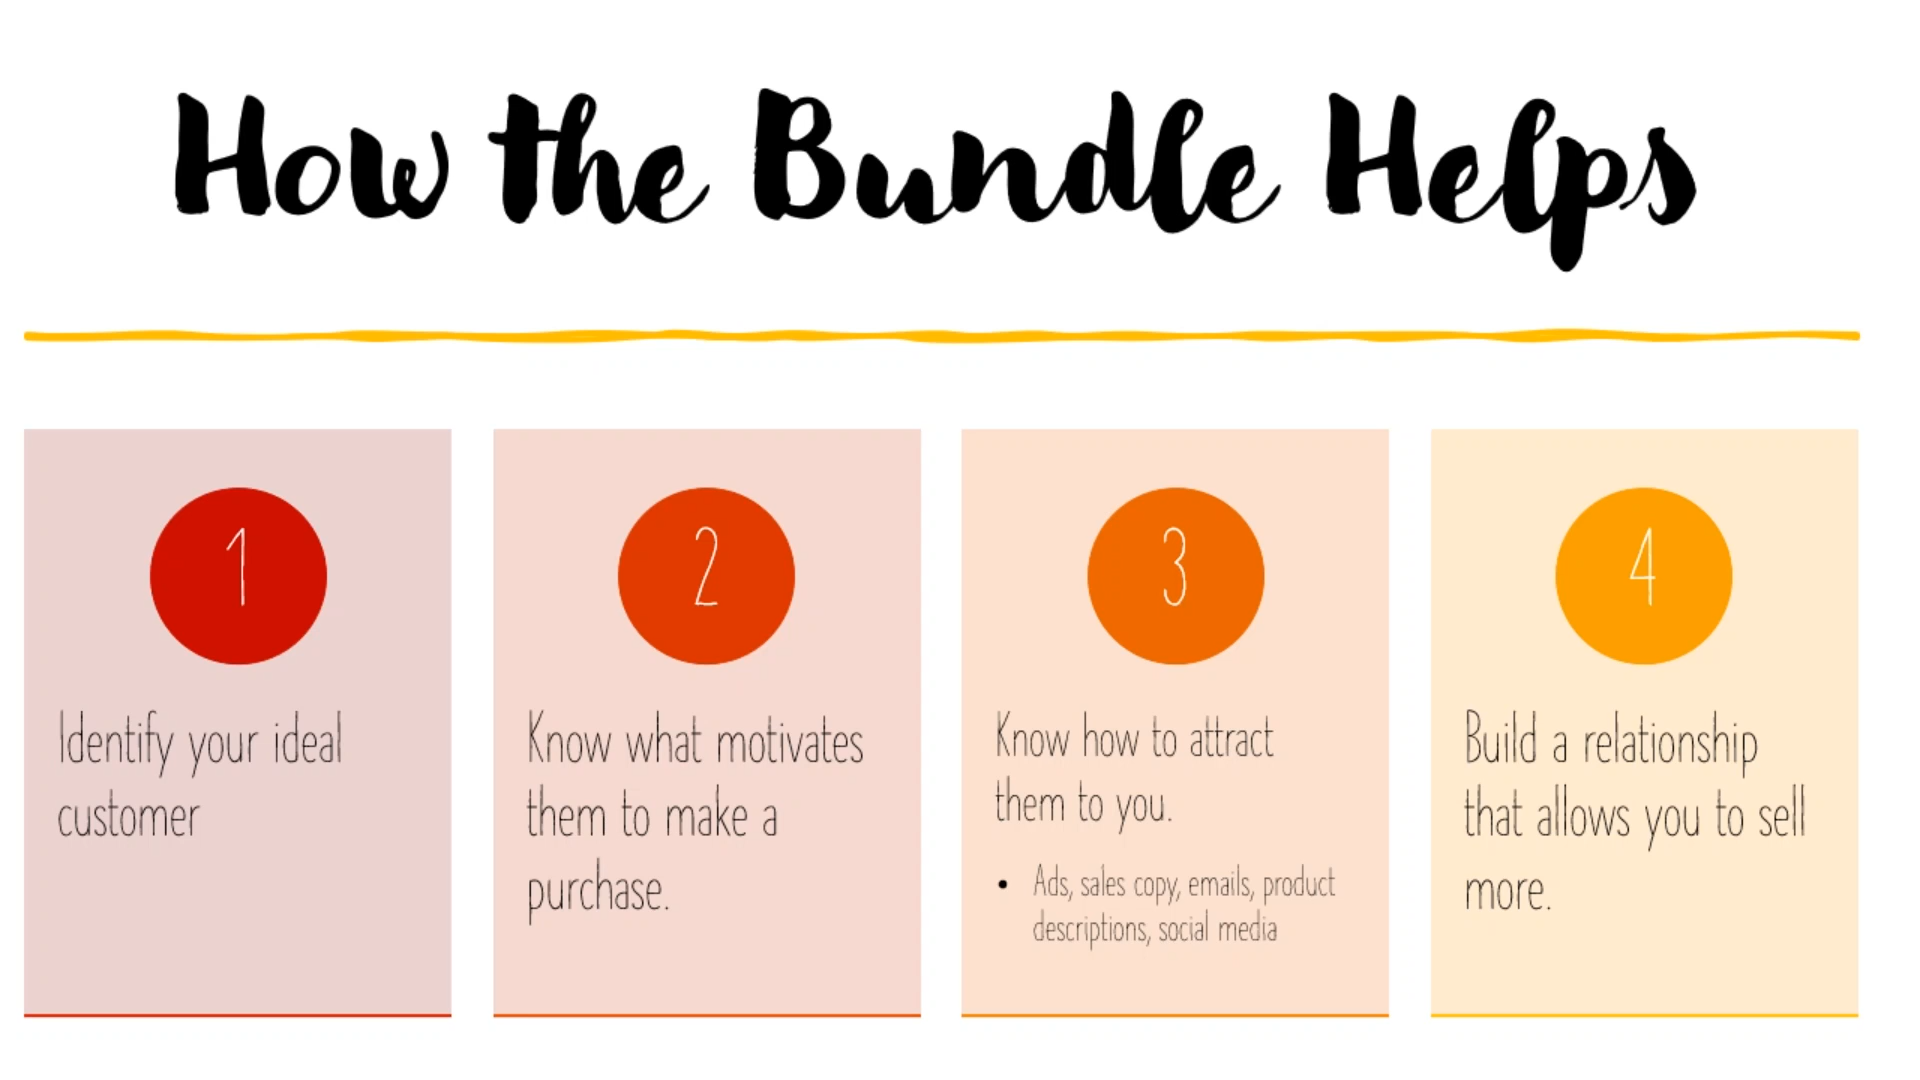 How the Bundle Helps
1
Identify your ideal
customer
2
Know what motivates
them to make a
purchase.
3
Know how to attract
them to you.
• Ads, sales copy, emails, product
descriptions, social media
4
Build a relationship
that allows you to sell
more.